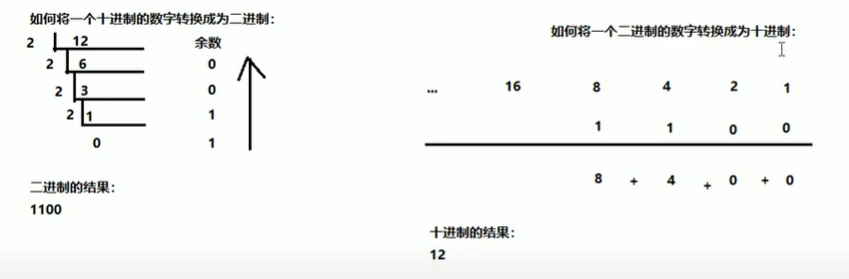 如何将一个十进制的数字转换成为二进制：
2 12 余数
2 6 0
2 3 0
2 1 1
0 1
二进制的结果：
1100
如何将一个二进制的数字转换成为十进制：
... 16 8 4 2 1
1 1 0 0
8 + 4 + 0 + 0
十进制的结果：
12